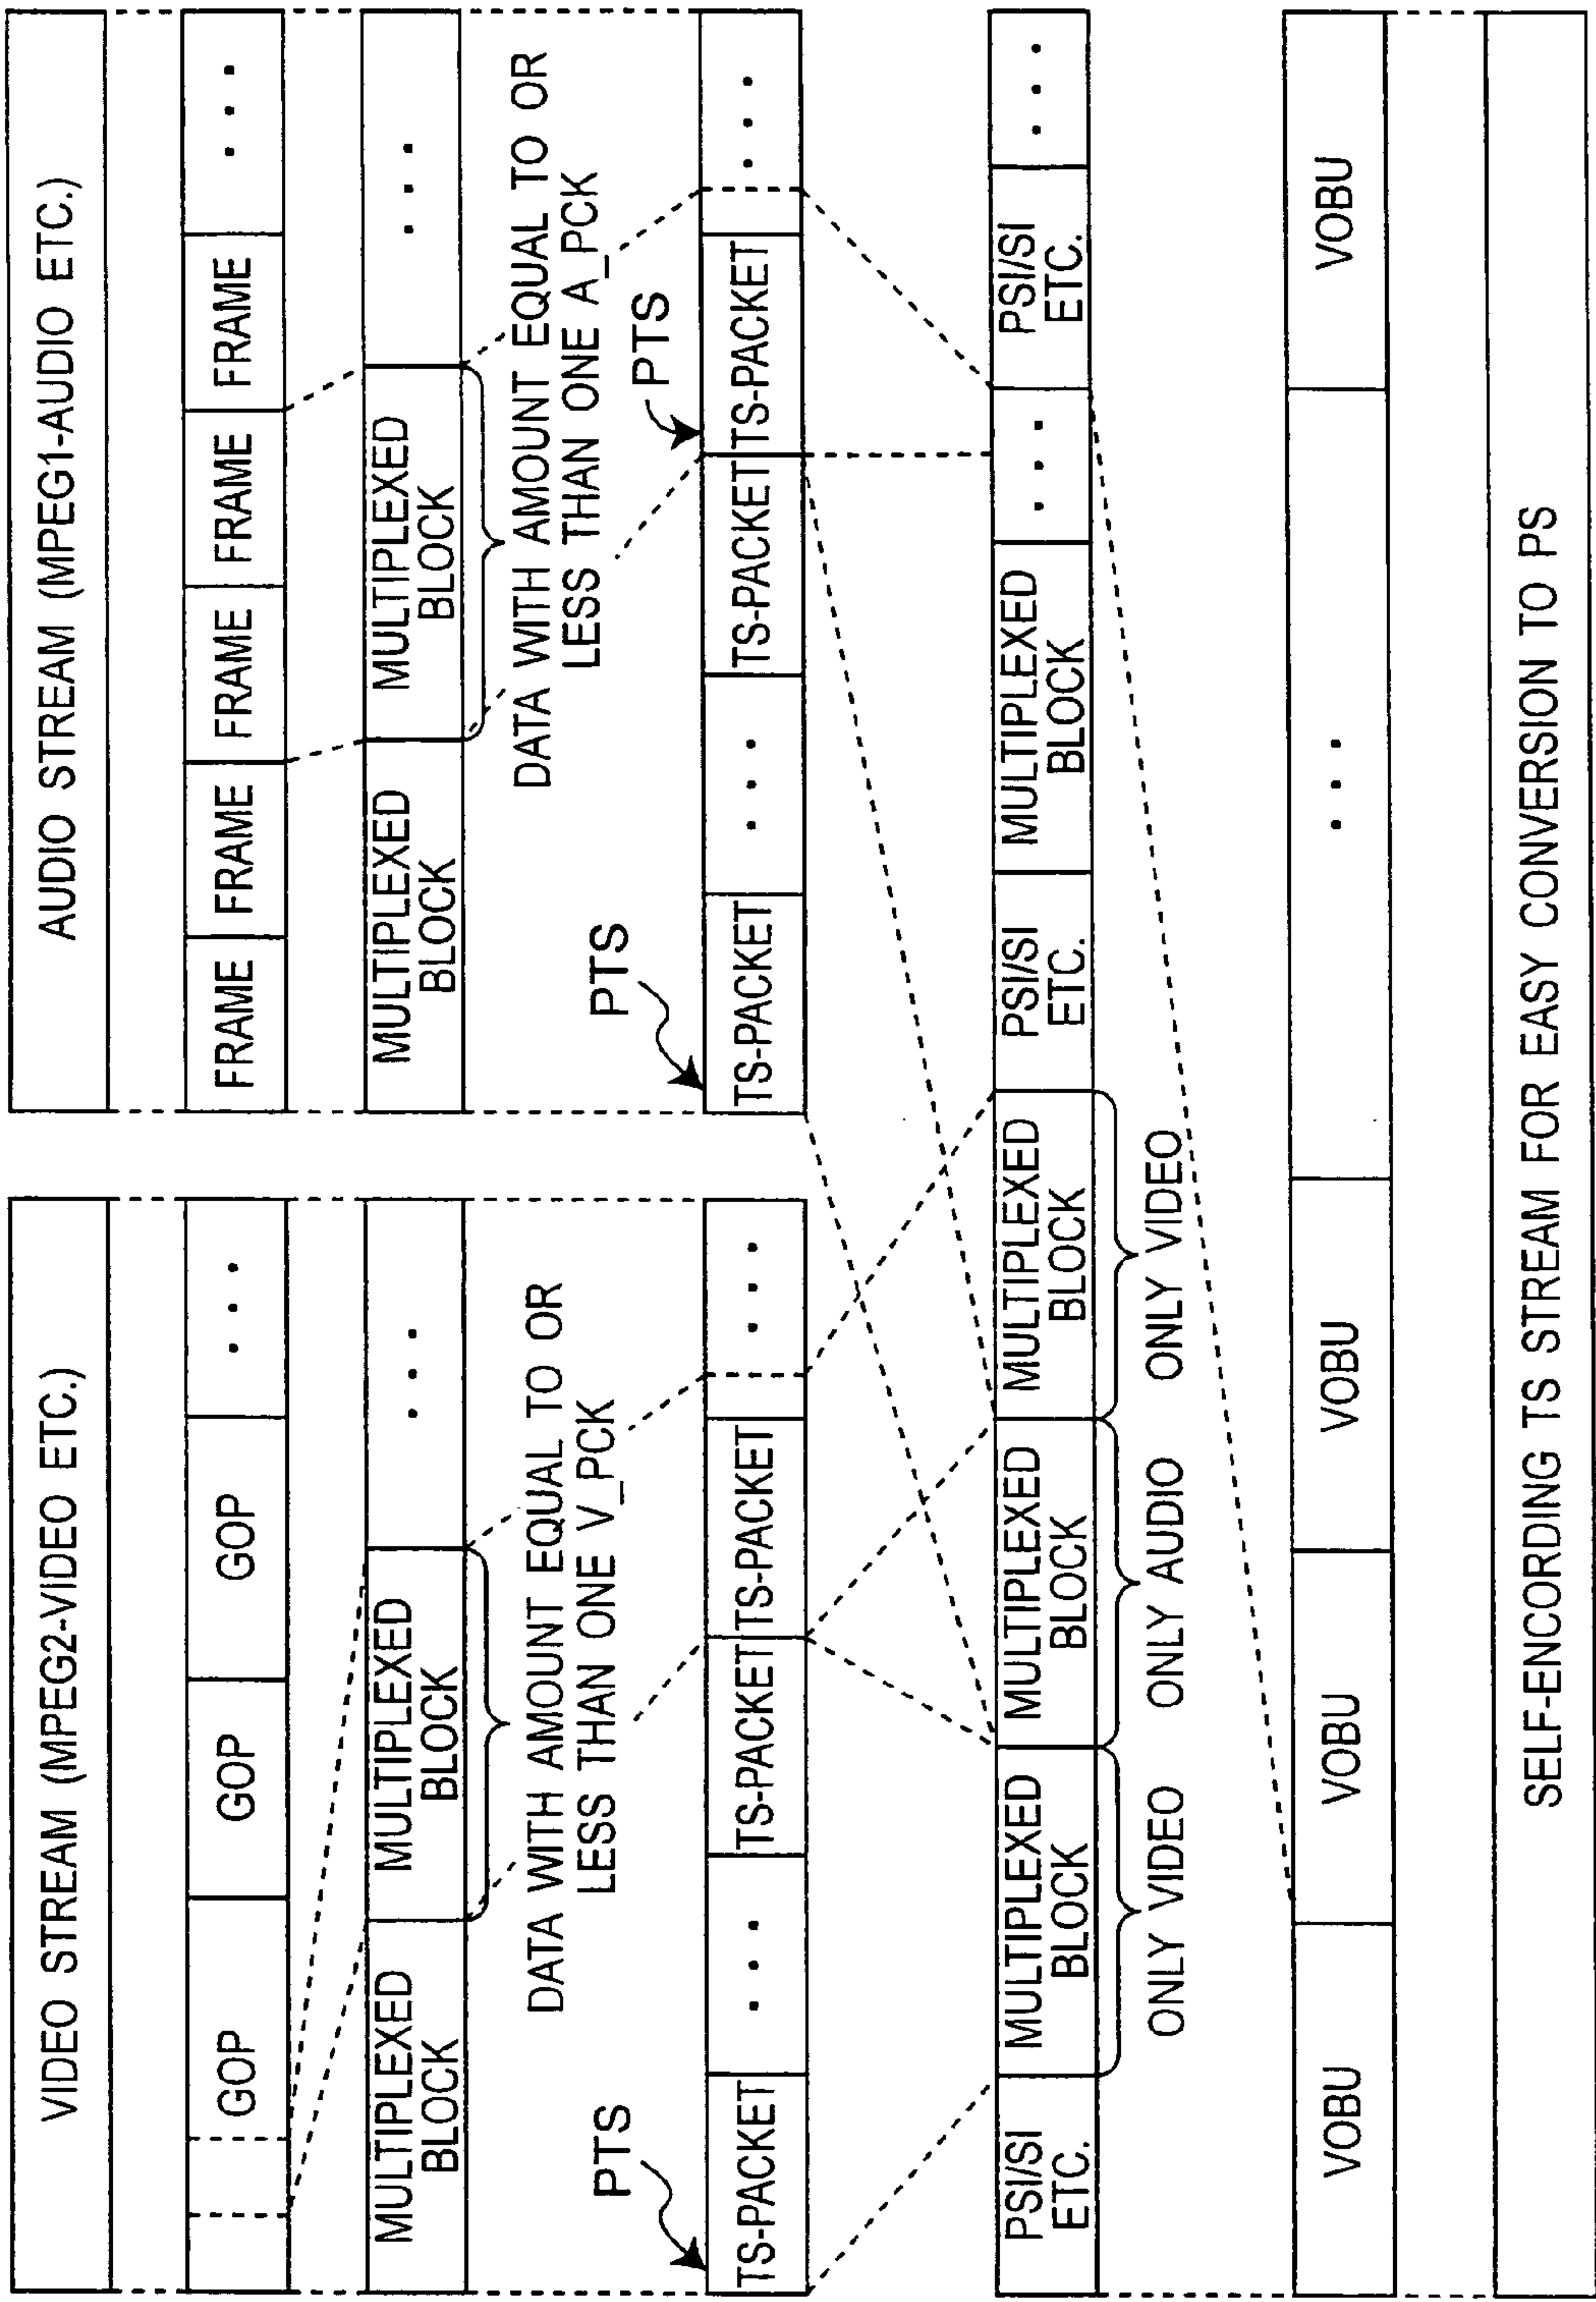 VIDEO STREAM (MPEG2-VIDEO ETC.)
GOP
GOP
GOP
. . .
MULTIPLEXED
BLOCK
MULTIPLEXED
BLOCK
. . .
DATA WITH AMOUNT EQUAL TO OR
LESS THAN ONE V_PCK
PTS
TS-PACKET
. . .
TS-PACKET
TS-PACKET
. . .
AUDIO STREAM (MPEG1-AUDIO ETC.)
FRAME
FRAME
FRAME
FRAME
FRAME
. . .
MULTIPLEXED
BLOCK
MULTIPLEXED
BLOCK
. . .
DATA WITH AMOUNT EQUAL TO OR
LESS THAN ONE A_PCK
PTS
PTS
TS-PACKET
. . .
TS-PACKET
TS-PACKET
. . .
PSI/SI
ETC.
MULTIPLEXED
BLOCK
MULTIPLEXED
BLOCK
MULTIPLEXED
BLOCK
PSI/SI
ETC.
MULTIPLEXED
BLOCK
. . .
PSI/SI
ETC.
. . .
ONLY VIDEO
ONLY AUDIO
ONLY VIDEO
VOBU
VOBU
VOBU
. . .
VOBU
SELF-ENCORDING TS STREAM FOR EASY CONVERSION TO PS